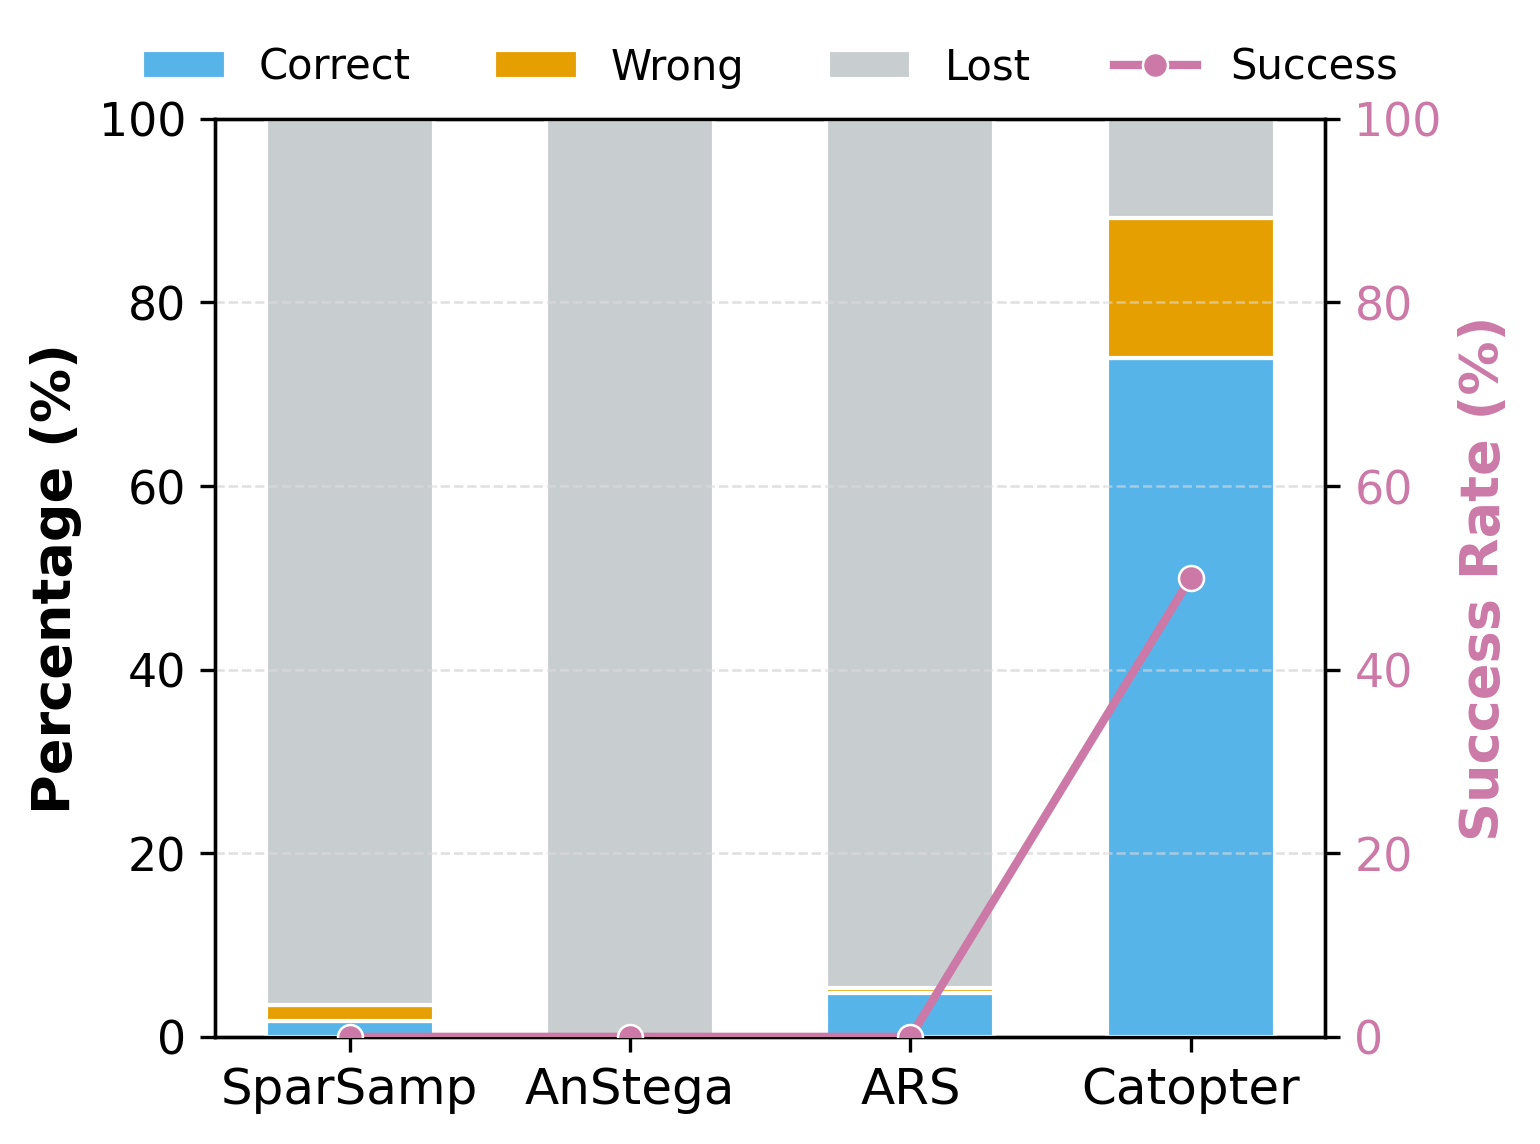 Correct Wrong Lost Success
100 100
80 80
60 60
40 40
20 20
0 0
Percentage (%)
Success Rate (%)
SparSamp AnStega ARS Catopter